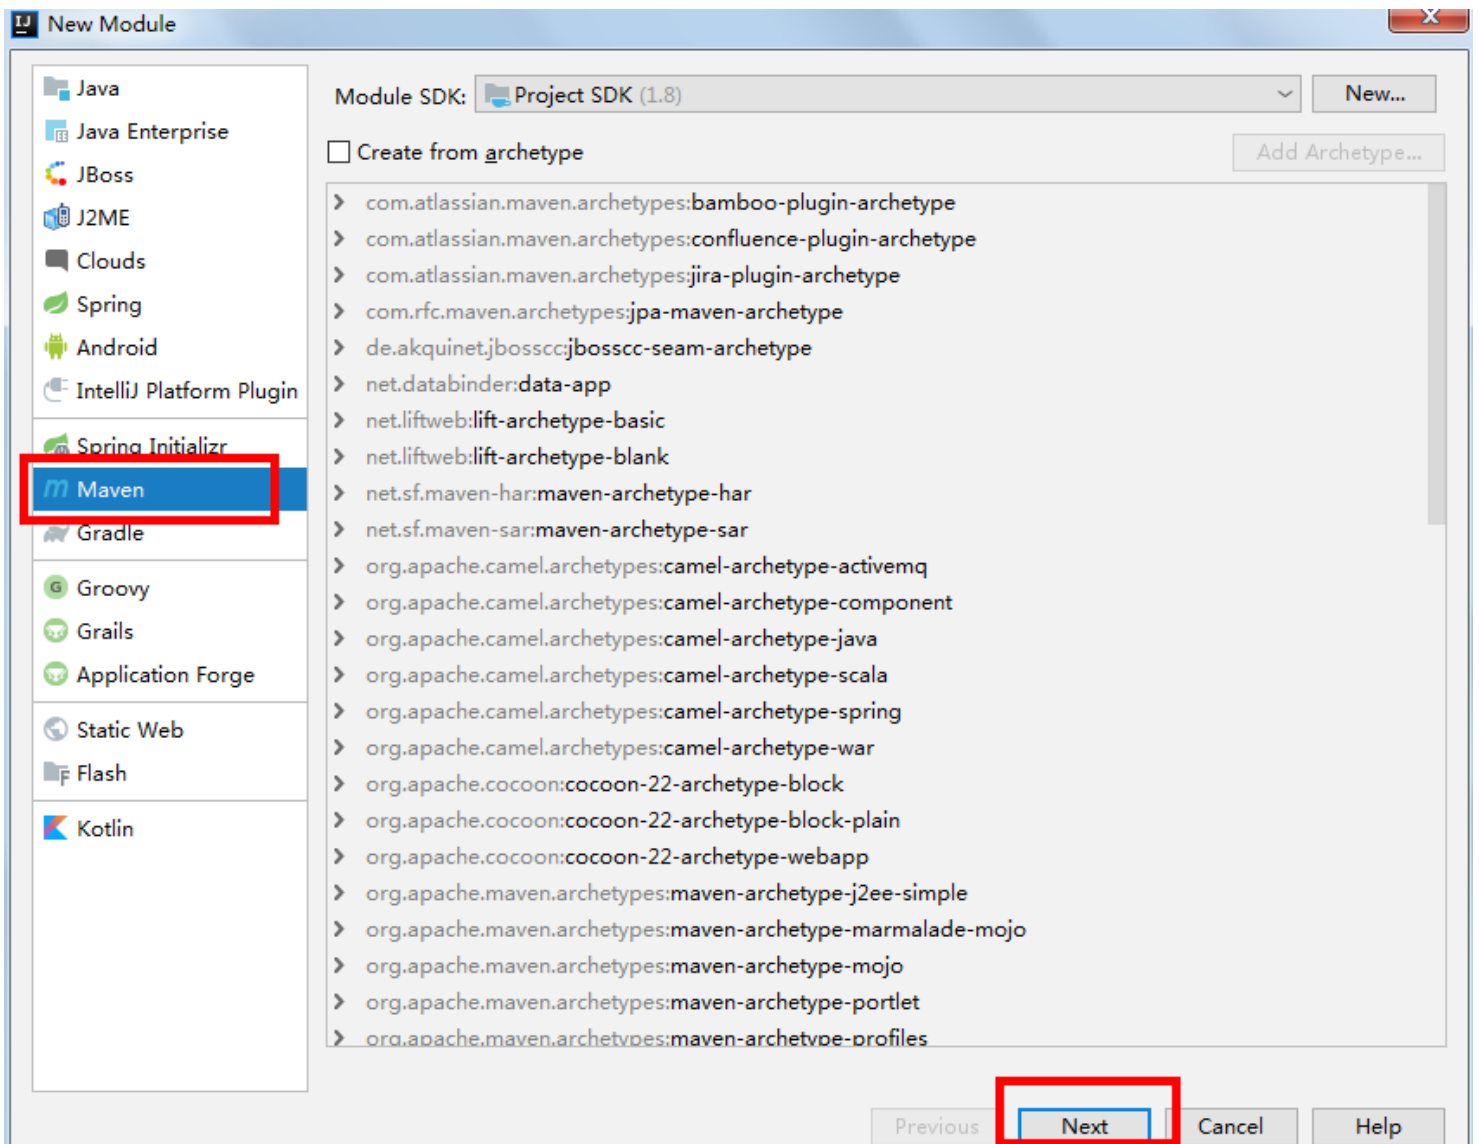 New Module
Java
Java Enterprise
JBoss
J2ME
Clouds
Spring
Android
IntelliJ Platform Plugin
Spring Initializr
Maven
Gradle
Groovy
Grails
Application Forge
Static Web
Flash
Kotlin
Module SDK: Project SDK (1.8) New...
Create from archetype Add Archetype...
com.atlassian.maven.archetypes:bamboo-plugin-archetype
com.atlassian.maven.archetypes:confluence-plugin-archetype
com.atlassian.maven.archetypes:jira-plugin-archetype
com.rfc.maven.archetypes:jpa-maven-archetype
de.akquinet.jbosscc:jbosscc-seam-archetype
net.databinder:data-app
net.liftweb:lift-archetype-basic
net.liftweb:lift-archetype-blank
net.sf.maven-har:maven-archetype-har
net.sf.maven-sar:maven-archetype-sar
org.apache.camel.archetypes:camel-archetype-activemq
org.apache.camel.archetypes:camel-archetype-component
org.apache.camel.archetypes:camel-archetype-java
org.apache.camel.archetypes:camel-archetype-scala
org.apache.camel.archetypes:camel-archetype-spring
org.apache.camel.archetypes:camel-archetype-war
org.apache.cocoon:cocoon-22-archetype-block
org.apache.cocoon:cocoon-22-archetype-block-plain
org.apache.cocoon:cocoon-22-archetype-webapp
org.apache.maven.archetypes:maven-archetype-j2ee-simple
org.apache.maven.archetypes:maven-archetype-marmalade-mojo
org.apache.maven.archetypes:maven-archetype-mojo
org.apache.maven.archetypes:maven-archetype-portlet
org.apache.maven.archetypes:maven-archetype-profiles
Previous Next Cancel Help